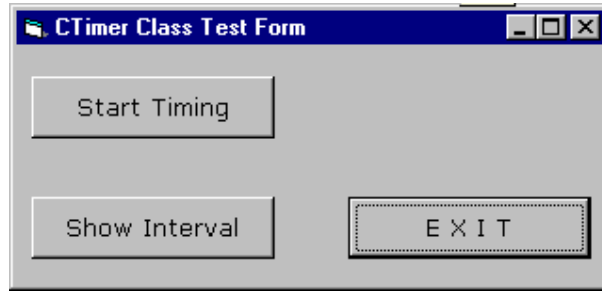 CTimer Class Test Form
Start Timing
Show Interval
E X I T